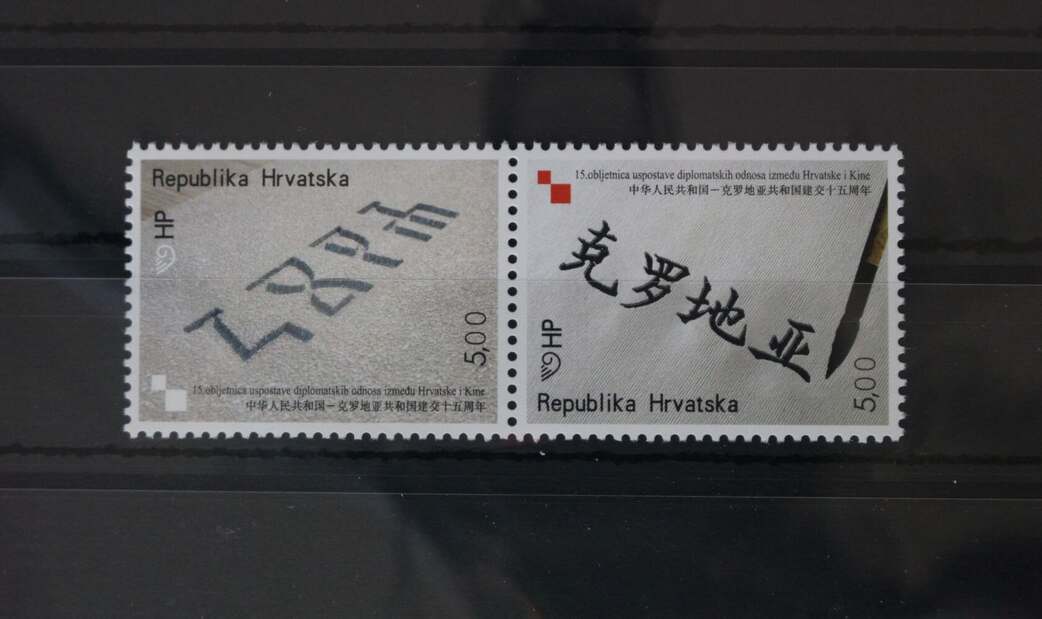 Republika Hrvatska
HP
5,00
15.obljetnica uspostave diplomatskih odnosa između Hrvatske i Kine
中华人民共和国－克罗地亚共和国建交十五周年
15.obljetnica uspostave diplomatskih odnosa između Hrvatske i Kine
中华人民共和国－克罗地亚共和国建交十五周年
克罗地亚
HP
5,00
Republika Hrvatska